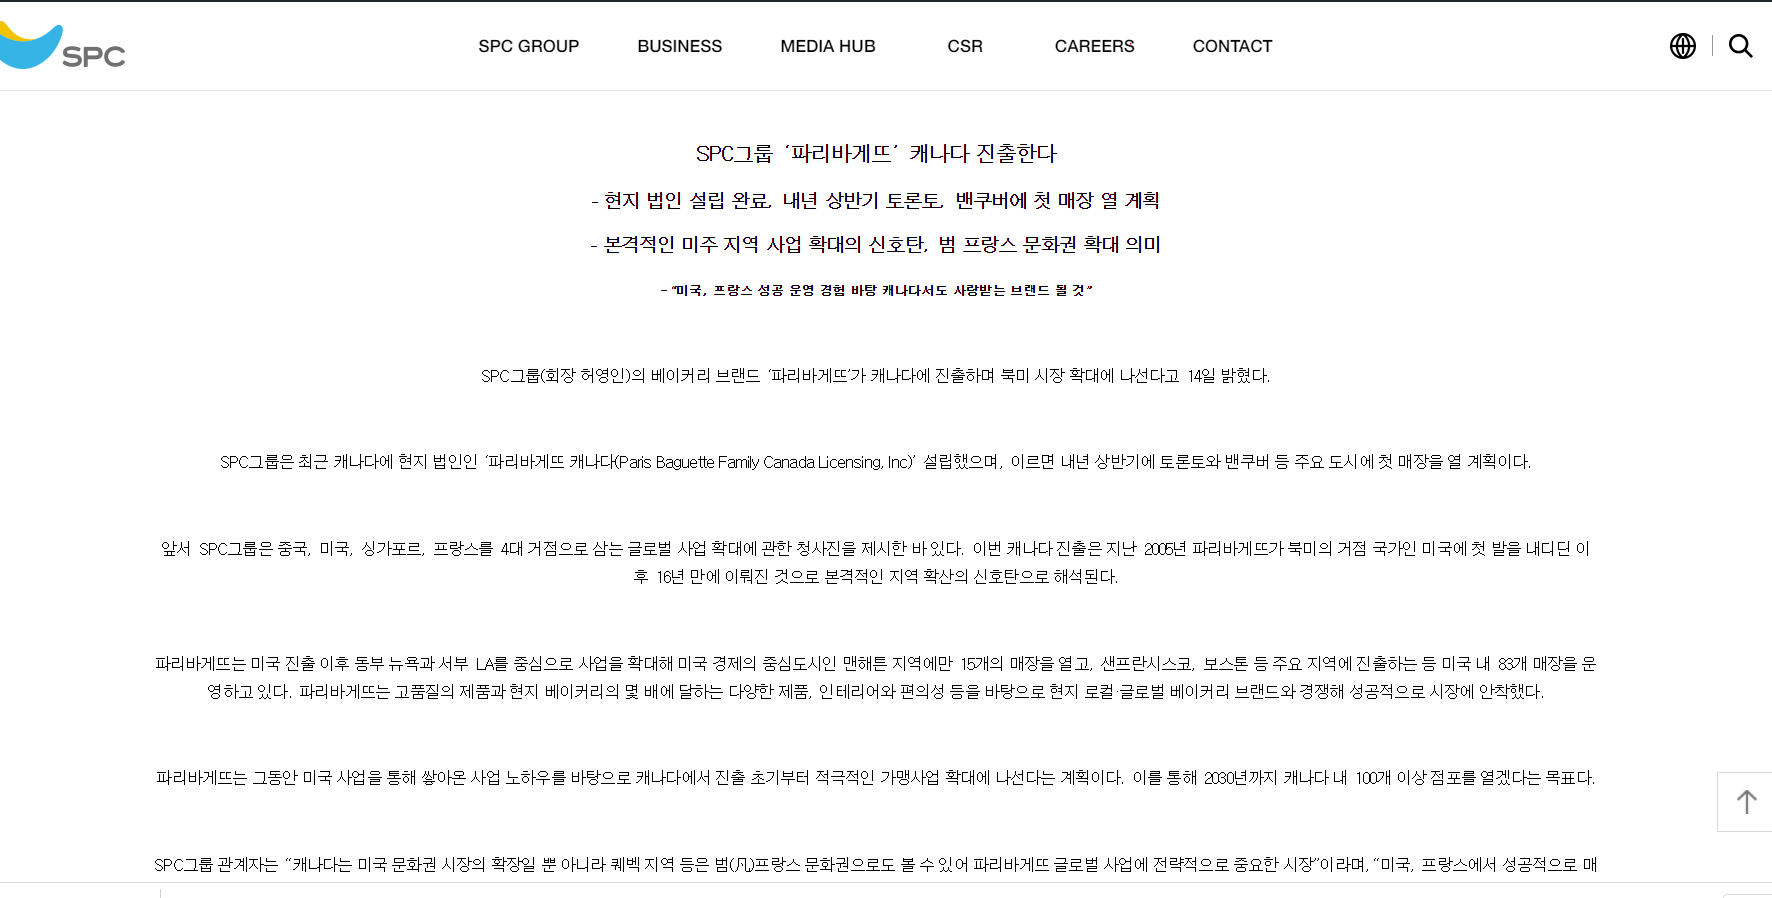 SPC
SPC GROUP
BUSINESS
MEDIA HUB
CSR
CAREERS
CONTACT
SPC그룹 ‘파리바게뜨’ 캐나다 진출한다
- 현지 법인 설립 완료, 내년 상반기 토론토, 밴쿠버에 첫 매장 열 계획
- 본격적인 미주 지역 사업 확대의 신호탄, 범 프랑스 문화권 확대 의미
- “미국, 프랑스 성공 운영 경험 바탕 캐나다서도 사랑받는 브랜드 될 것”
SPC그룹(회장 허영인)의 베이커리 브랜드 ‘파리바게뜨’가 캐나다에 진출하며 북미 시장 확대에 나선다고 14일 밝혔다.
SPC그룹은 최근 캐나다에 현지 법인인 ‘파리바게뜨 캐나다(Paris Baguette Family Canada Licensing, Inc)’ 설립했으며, 이르면 내년 상반기에 토론토와 밴쿠버 등 주요 도시에 첫 매장을 열 계획이다.
앞서 SPC그룹은 중국, 미국, 싱가포르, 프랑스를 4대 거점으로 삼는 글로벌 사업 확대에 관한 청사진을 제시한 바 있다. 이번 캐나다 진출은 지난 2005년 파리바게뜨가 북미의 거점 국가인 미국에 첫 발을 내디딘 이
후 16년 만에 이뤄진 것으로 본격적인 지역 확산의 신호탄으로 해석된다.
파리바게뜨는 미국 진출 이후 동부 뉴욕과 서부 LA를 중심으로 사업을 확대해 미국 경제의 중심도시인 맨해튼 지역에만 15개의 매장을 열고, 샌프란시스코, 보스톤 등 주요 지역에 진출하는 등 미국 내 83개 매장을 운
영하고 있다. 파리바게뜨는 고품질의 제품과 현지 베이커리의 몇 배에 달하는 다양한 제품, 인테리어와 편의성 등을 바탕으로 현지 로컬·글로벌 베이커리 브랜드와 경쟁해 성공적으로 시장에 안착했다.
파리바게뜨는 그동안 미국 사업을 통해 쌓아온 사업 노하우를 바탕으로 캐나다에서 진출 초기부터 적극적인 가맹사업 확대에 나선다는 계획이다. 이를 통해 2030년까지 캐나다 내 100개 이상 점포를 열겠다는 목표다.
SPC그룹 관계자는 “캐나다는 미국 문화권 시장의 확장일 뿐 아니라 퀘벡 지역 등은 범(凡)프랑스 문화권으로도 볼 수 있어 파리바게뜨 글로벌 사업에 전략적으로 중요한 시장”이라며, “미국, 프랑스에서 성공적으로 매